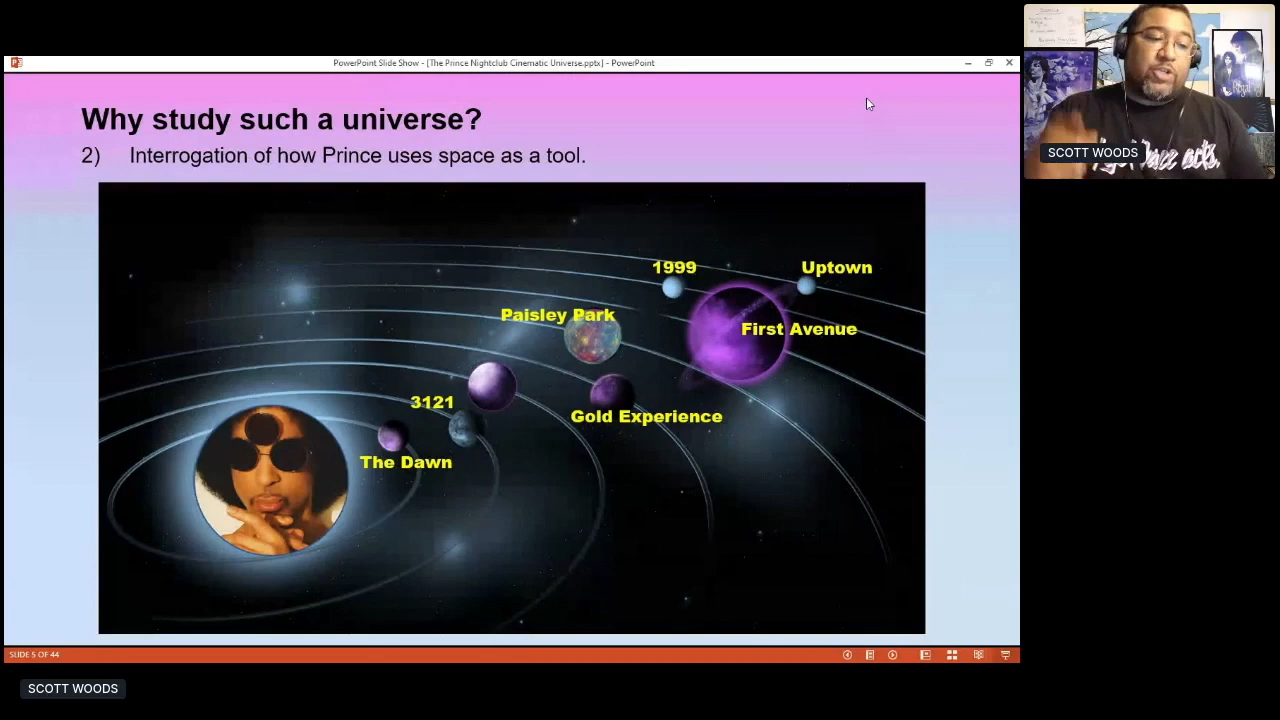 PowerPoint Slide Show - [The Prince Nightclub Cinematic Universe.pptx] - PowerPoint
Why study such a universe?
2) Interrogation of how Prince uses space as a tool.
1999
Uptown
Paisley Park
First Avenue
3121
Gold Experience
The Dawn
SLIDE 5 OF 44
SCOTT WOODS
SCOTT WOODS